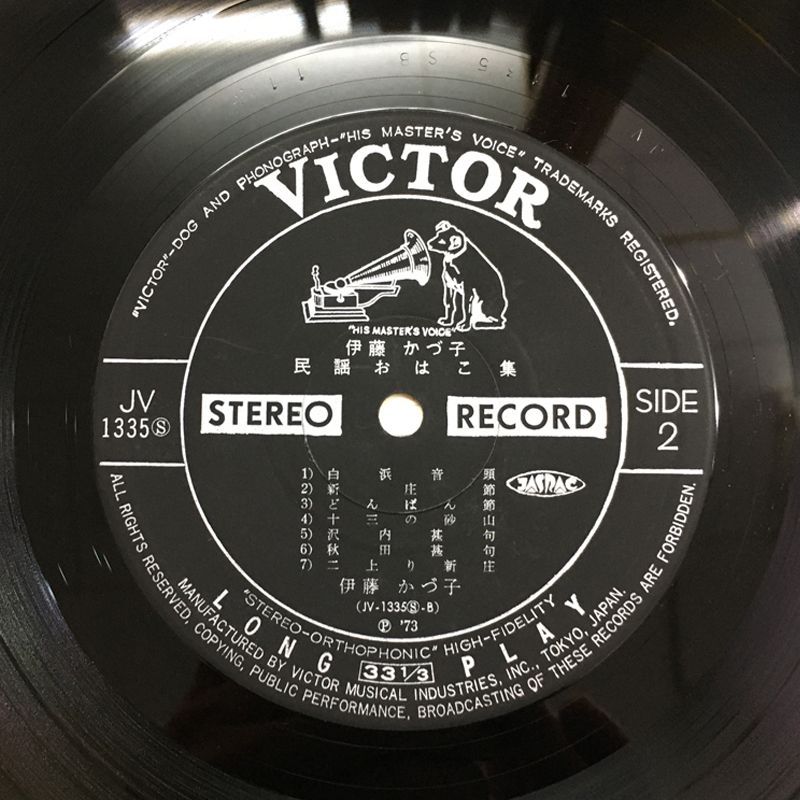 "VICTOR"-DOG AND PHONOGRAPH-"HIS MASTER'S VOICE" TRADEMARKS REGISTERED.
VICTOR
"HIS MASTER'S VOICE"
伊藤 かづ子
民謡おはこ集
JV
1335Ⓢ
STEREO RECORD
SIDE
2
1) 白浜音頭
2) 新庄節
3) どんぱん節
4) 十三の砂山
5) 沢内甚句
6) 秋田甚句
7) 二上り新庄
JASRAC
伊藤 かづ子
(JV-1335Ⓢ-B)
Ⓟ '73
"STEREO-ORTHOPHONIC" HIGH-FIDELITY
LONG 33 1/3 PLAY
MANUFACTURED BY VICTOR MUSICAL INDUSTRIES, INC., TOKYO, JAPAN.
ALL RIGHTS RESERVED, COPYING, PUBLIC PERFORMANCE, BROADCASTING OF THESE RECORDS ARE FORBIDDEN.